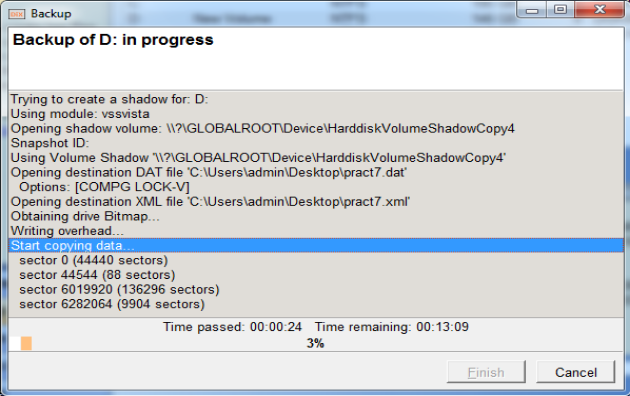 Backup
Backup of D: in progress
Trying to create a shadow for: D:
Using module: vssvista
Opening shadow volume: \\?\GLOBALROOT\Device\HarddiskVolumeShadowCopy4
Snapshot ID:
Using Volume Shadow '\\?\GLOBALROOT\Device\HarddiskVolumeShadowCopy4'
Opening destination DAT file 'C:\Users\admin\Desktop\pract7.dat'
Options: [COMPG LOCK-V]
Opening destination XML file 'C:\Users\admin\Desktop\pract7.xml'
Obtaining drive Bitmap...
Writing overhead...
Start copying data...
sector 0 (44440 sectors)
sector 44544 (88 sectors)
sector 6019920 (136296 sectors)
sector 6282064 (9904 sectors)
Time passed: 00:00:24 Time remaining: 00:13:09
3%
Finish Cancel